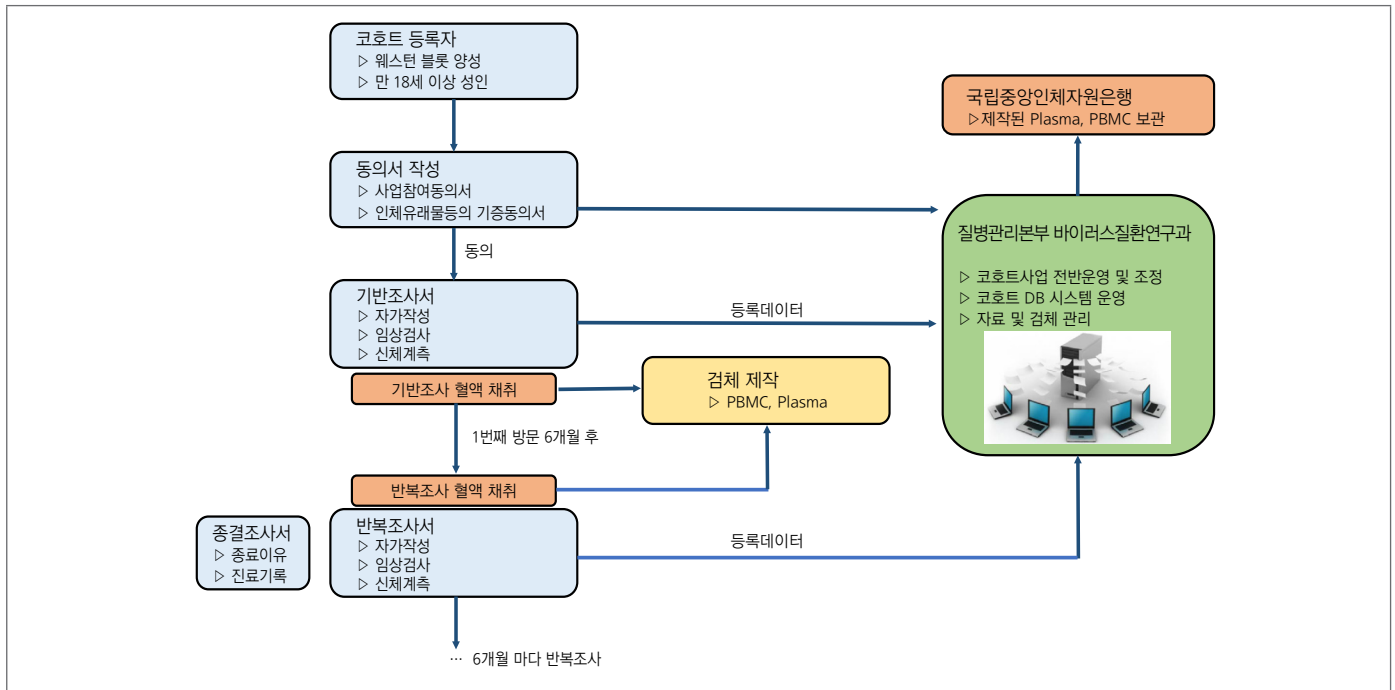 코호트 등록자
▷ 웨스턴 블롯 양성
▷ 만 18세 이상 성인
국립중앙인체자원은행
▷제작된 Plasma, PBMC 보관
동의서 작성
▷ 사업참여동의서
▷ 인체유래물등의 기증동의서
질병관리본부 바이러스질환연구과
▷ 코호트사업 전반운영 및 조정
▷ 코호트 DB 시스템 운영
▷ 자료 및 검체 관리
동의
기반조사서
▷ 자가작성
▷ 임상검사
▷ 신체계측
등록데이터
기반조사 혈액 채취
검체 제작
▷ PBMC, Plasma
1번째 방문 6개월 후
반복조사 혈액 채취
종결조사서
▷ 종료이유
▷ 진료기록
반복조사서
▷ 자가작성
▷ 임상검사
▷ 신체계측
등록데이터
… 6개월 마다 반복조사